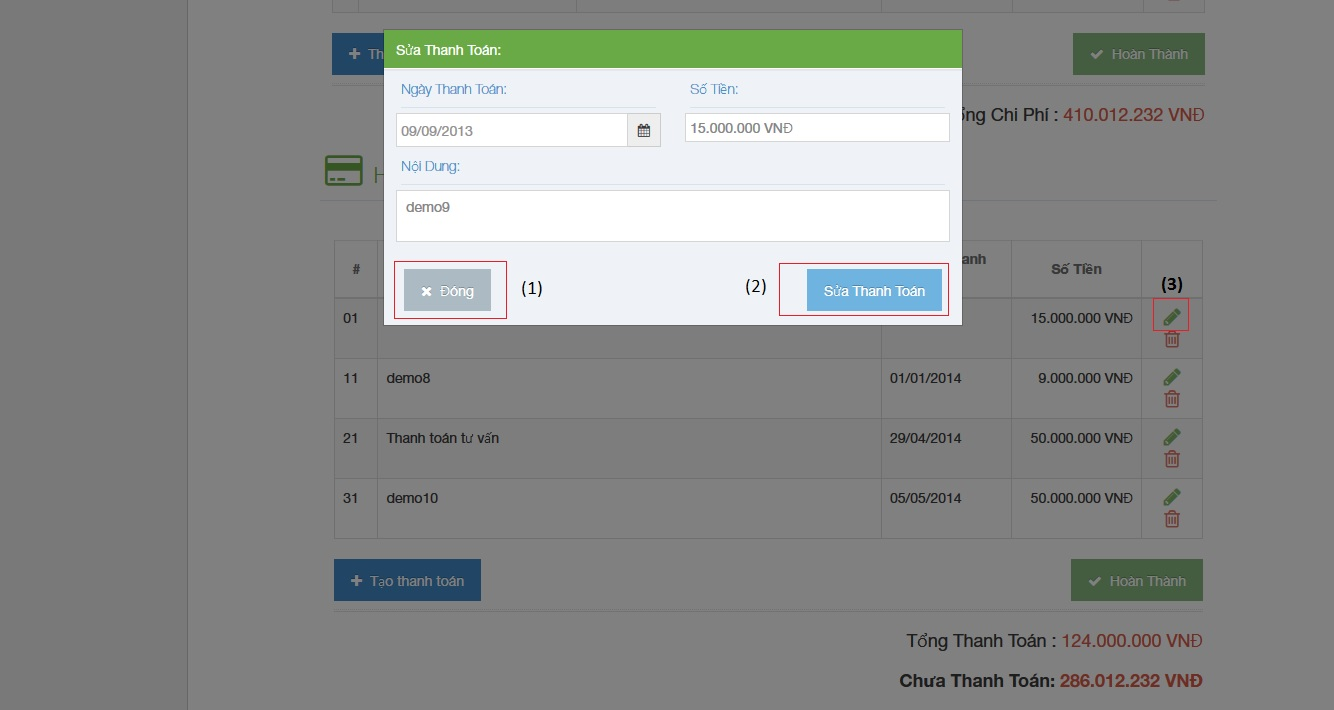 Sửa Thanh Toán:
Th
Hoàn Thành
Ngày Thanh Toán:
Số Tiền:
09/09/2013
15.000.000 VNĐ
ổng Chi Phí : 410.012.232 VNĐ
Nội Dung:
H
demo9
anh
# Số Tiền
Đóng
(1)
(2)
Sửa Thanh Toán
(3)
01 15.000.000 VNĐ
11 demo8 01/01/2014 9.000.000 VNĐ
21 Thanh toán tư vấn 29/04/2014 50.000.000 VNĐ
31 demo10 05/05/2014 50.000.000 VNĐ
Tạo thanh toán
Hoàn Thành
Tổng Thanh Toán : 124.000.000 VNĐ
Chưa Thanh Toán: 286.012.232 VNĐ